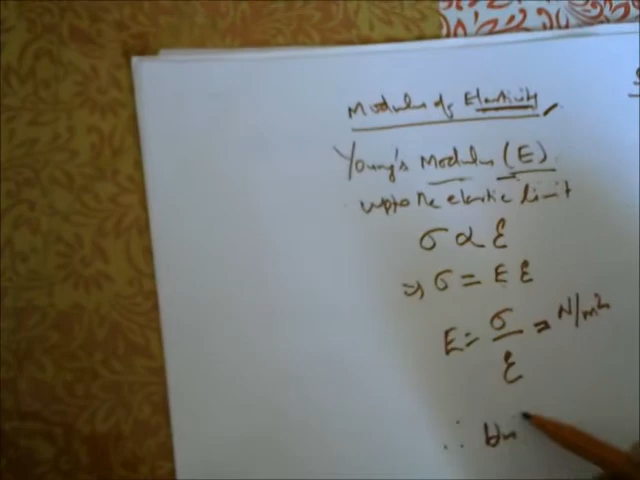 Modulus of Elasticity
Young's Modulus (E)
upto the elastic limit
σ ∝ ε
⇒ σ = E ε
E = σ/ε = N/m²
∴